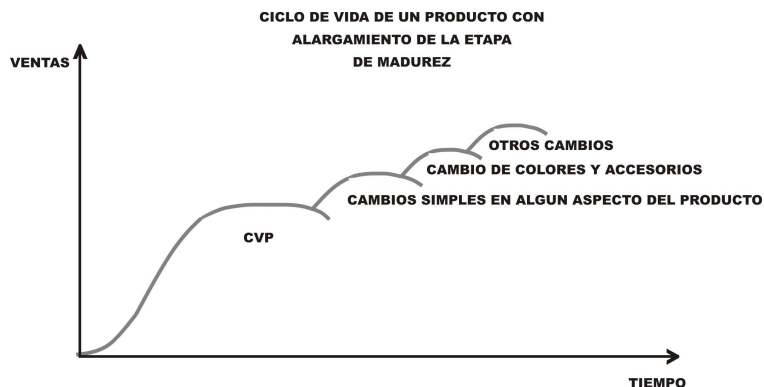 CICLO DE VIDA DE UN PRODUCTO CON
ALARGAMIENTO DE LA ETAPA
DE MADUREZ
VENTAS
OTROS CAMBIOS
CAMBIO DE COLORES Y ACCESORIOS
CAMBIOS SIMPLES EN ALGUN ASPECTO DEL PRODUCTO
CVP
TIEMPO